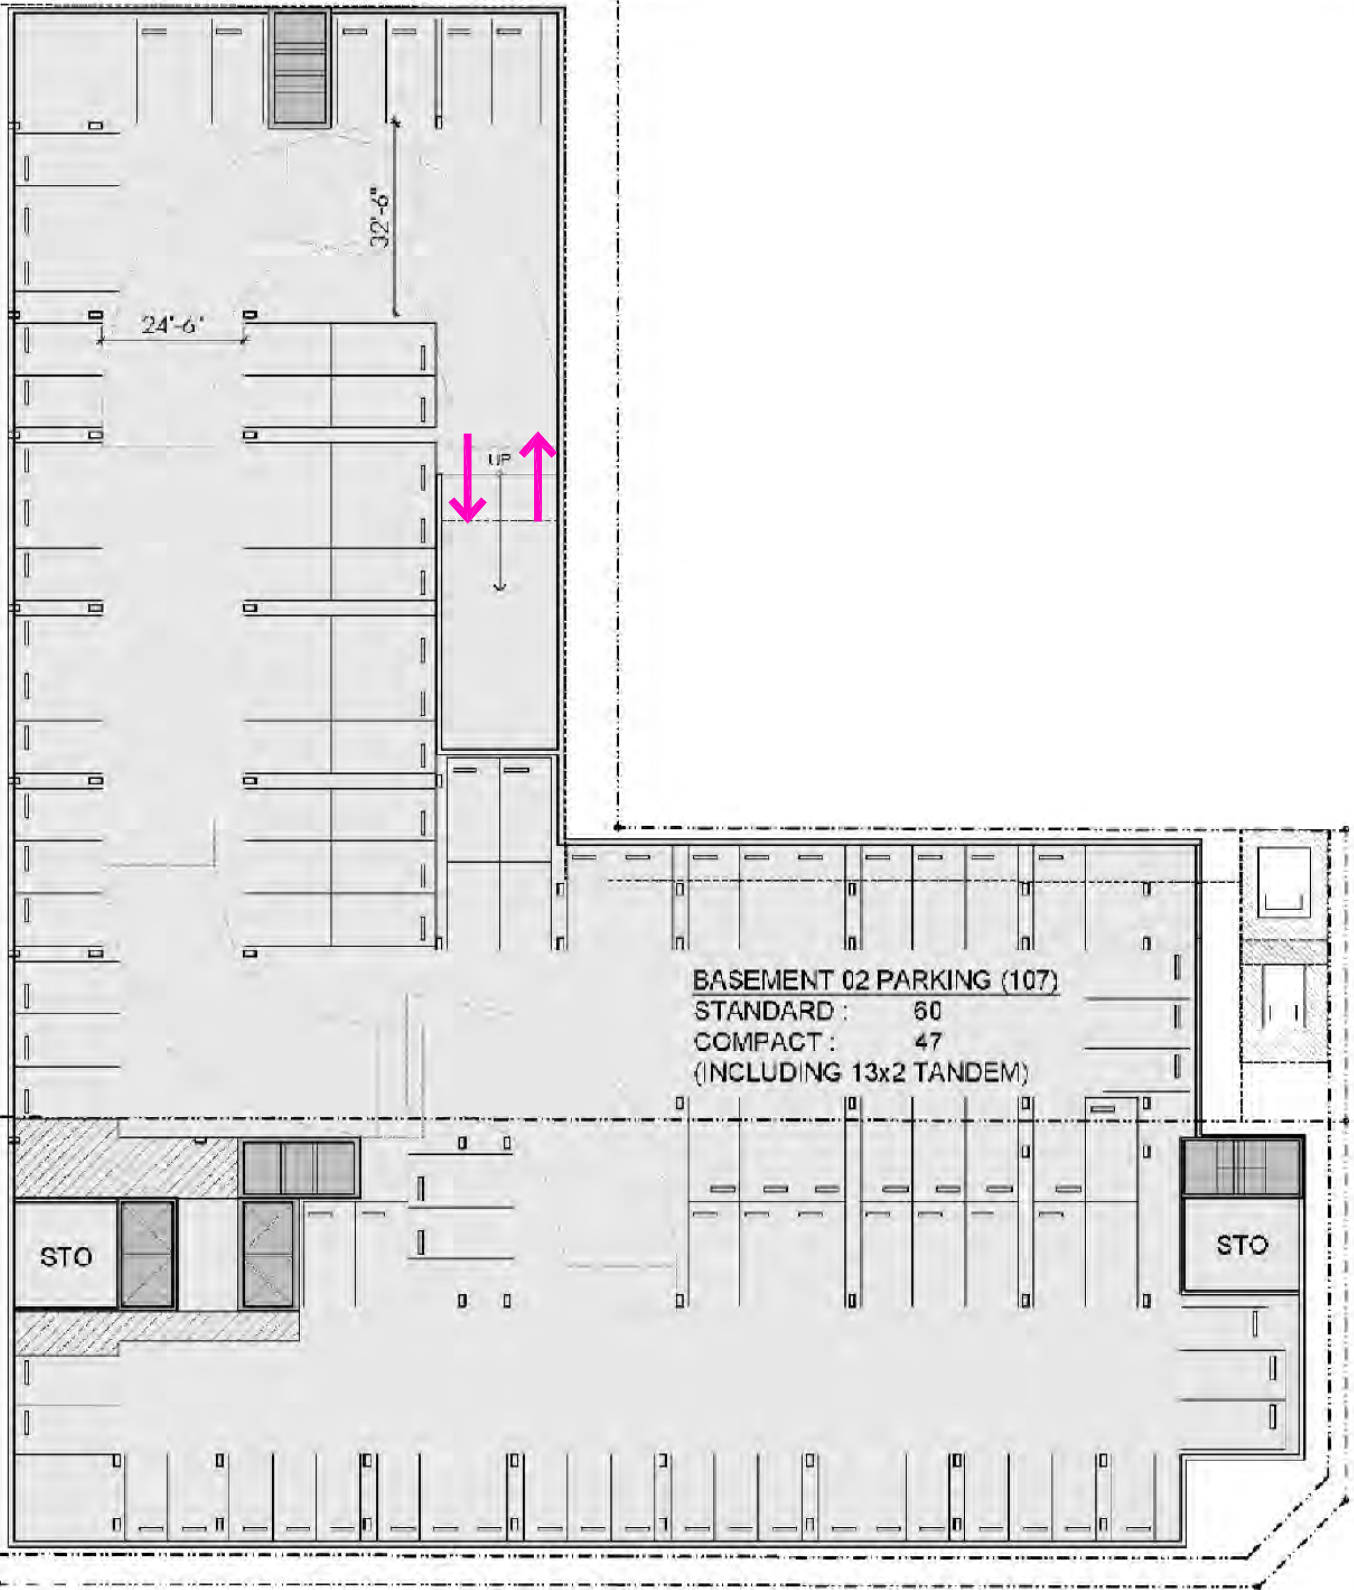 32'-6"
24'-6"
UP
BASEMENT 02 PARKING (107)
STANDARD : 60
COMPACT : 47
(INCLUDING 13x2 TANDEM)
STO
STO